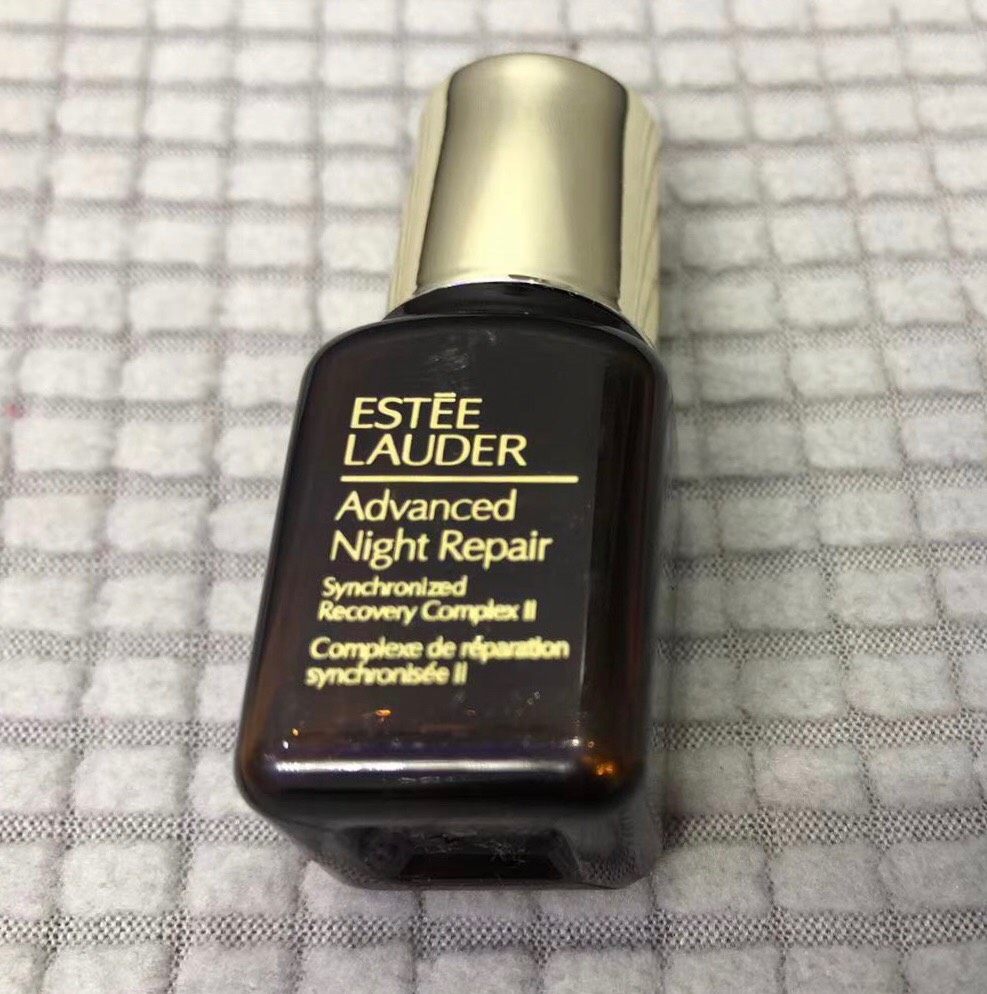 ESTĒE
LAUDER
Advanced
Night Repair
Synchronized
Recovery Complex II
Complexe de réparation
synchronisée II